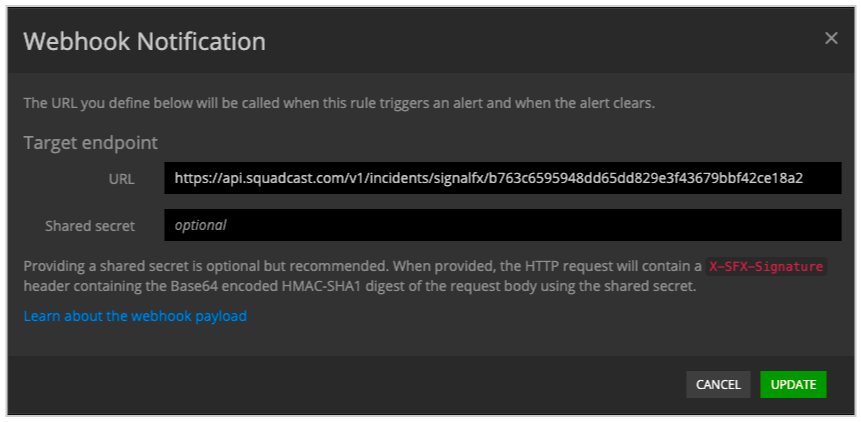 Webhook Notification
The URL you define below will be called when this rule triggers an alert and when the alert clears.
Target endpoint
URL https://api.squadcast.com/v1/incidents/signalfx/b763c6595948dd65dd829e3f43679bbf42ce18a2
Shared secret optional
Providing a shared secret is optional but recommended. When provided, the HTTP request will contain a X-SFX-Signature
header containing the Base64 encoded HMAC-SHA1 digest of the request body using the shared secret.
Learn about the webhook payload
CANCEL UPDATE